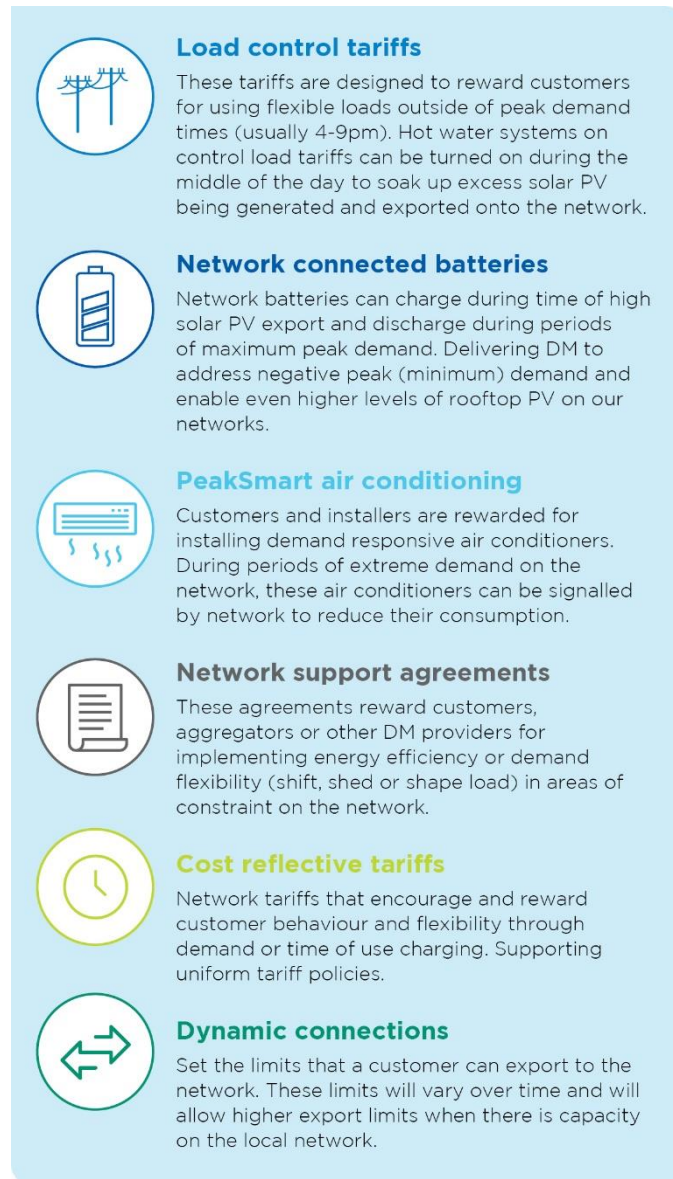 Load control tariffs
These tariffs are designed to reward customers
for using flexible loads outside of peak demand
times (usually 4-9pm). Hot water systems on
control load tariffs can be turned on during the
middle of the day to soak up excess solar PV
being generated and exported onto the network.
Network connected batteries
Network batteries can charge during time of high
solar PV export and discharge during periods
of maximum peak demand. Delivering DM to
address negative peak (minimum) demand and
enable even higher levels of rooftop PV on our
networks.
PeakSmart air conditioning
Customers and installers are rewarded for
installing demand responsive air conditioners.
During periods of extreme demand on the
network, these air conditioners can be signalled
by network to reduce their consumption.
Network support agreements
These agreements reward customers,
aggregators or other DM providers for
implementing energy efficiency or demand
flexibility (shift, shed or shape load) in areas of
constraint on the network.
Cost reflective tariffs
Network tariffs that encourage and reward
customer behaviour and flexibility through
demand or time of use charging. Supporting
uniform tariff policies.
Dynamic connections
Set the limits that a customer can export to the
network. These limits will vary over time and will
allow higher export limits when there is capacity
on the local network.